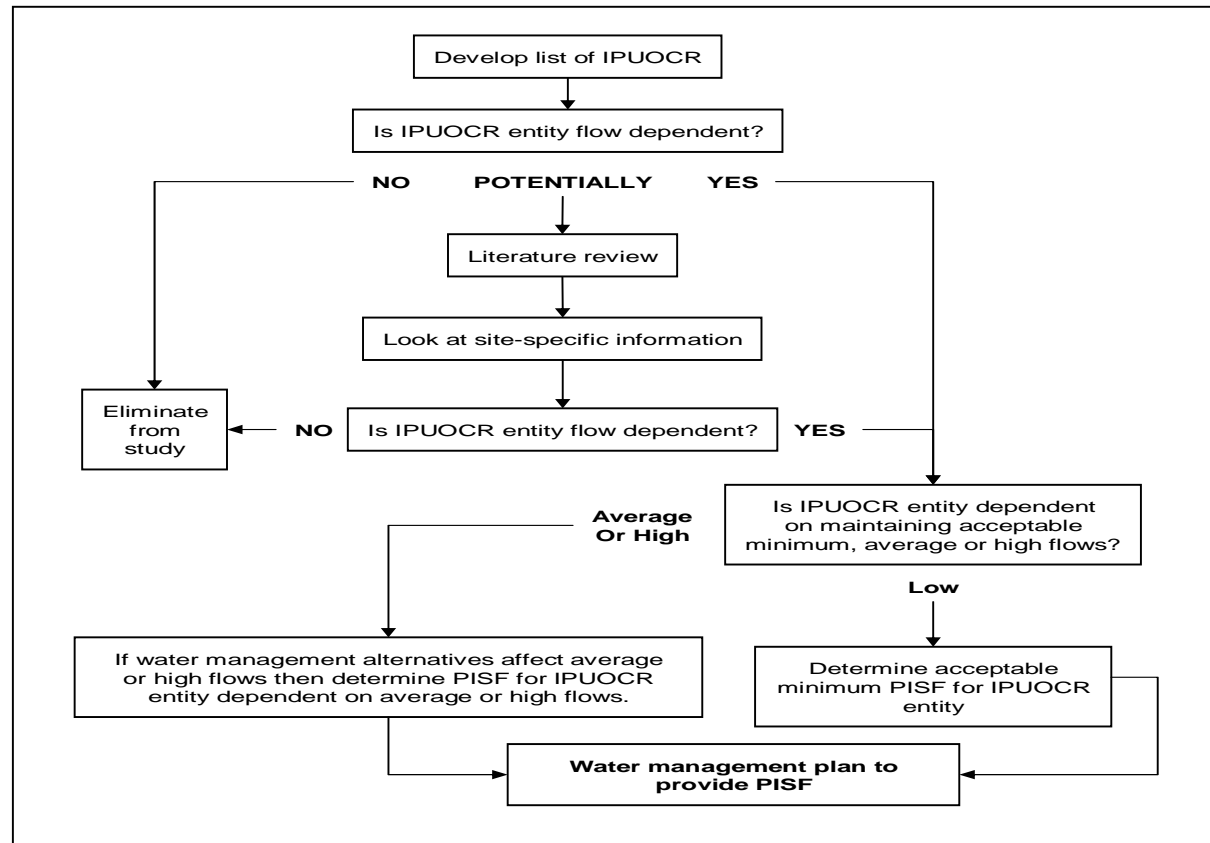 Develop list of IPUOCR
Is IPUOCR entity flow dependent?
NO POTENTIALLY YES
Literature review
Look at site-specific information
Eliminate
from
study
NO
Is IPUOCR entity flow dependent?
YES
Is IPUOCR entity dependent
on maintaining acceptable
minimum, average or high flows?
Average
Or High
Low
If water management alternatives affect average
or high flows then determine PISF for IPUOCR
entity dependent on average or high flows.
Determine acceptable
minimum PISF for IPUOCR
entity
Water management plan to
provide PISF